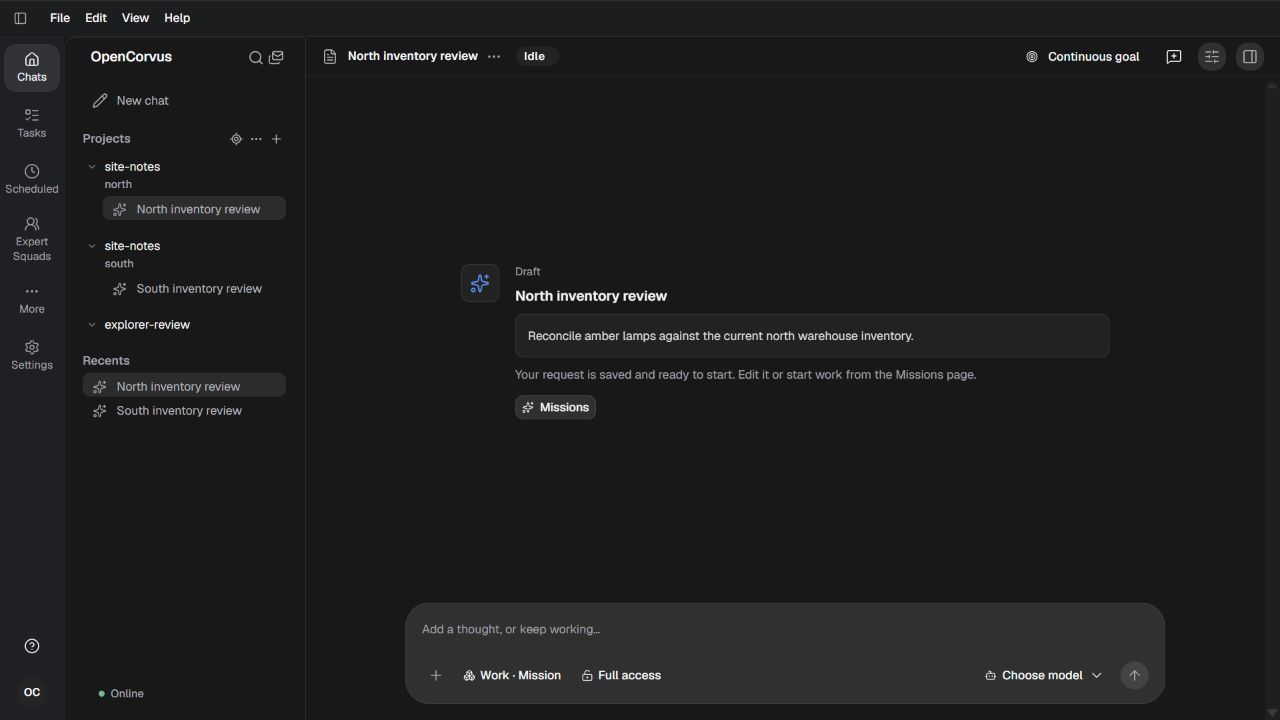 File Edit View Help
OpenCorvus
Chats
Tasks
Scheduled
Expert
Squads
More
Settings
OC
New chat
Projects
site-notes
north
North inventory review
site-notes
south
South inventory review
explorer-review
Recents
North inventory review
South inventory review
Online
North inventory review
Idle
Continuous goal
Draft
North inventory review
Reconcile amber lamps against the current north warehouse inventory.
Your request is saved and ready to start. Edit it or start work from the Missions page.
Missions
Add a thought, or keep working...
Work · Mission
Full access
Choose model